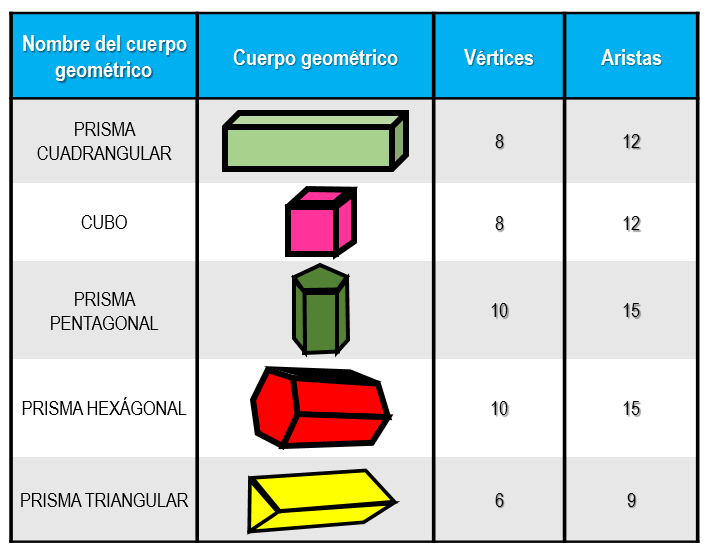 Nombre del cuerpo
geométrico
Cuerpo geométrico
Vértices
Aristas
PRISMA
CUADRANGULAR
8
12
CUBO
8
12
PRISMA
PENTAGONAL
10
15
PRISMA HEXÁGONAL
10
15
PRISMA TRIANGULAR
6
9